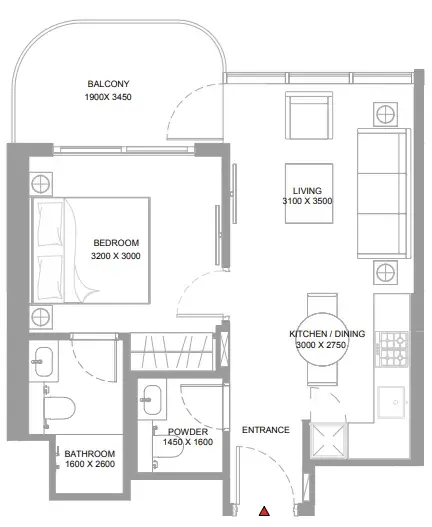 BALCONY
1900X 3450
LIVING
3100 X 3500
BEDROOM
3200 X 3000
KITCHEN / DINING
3000 X 2750
POWDER
1450 X 1600
ENTRANCE
BATHROOM
1600 X 2600